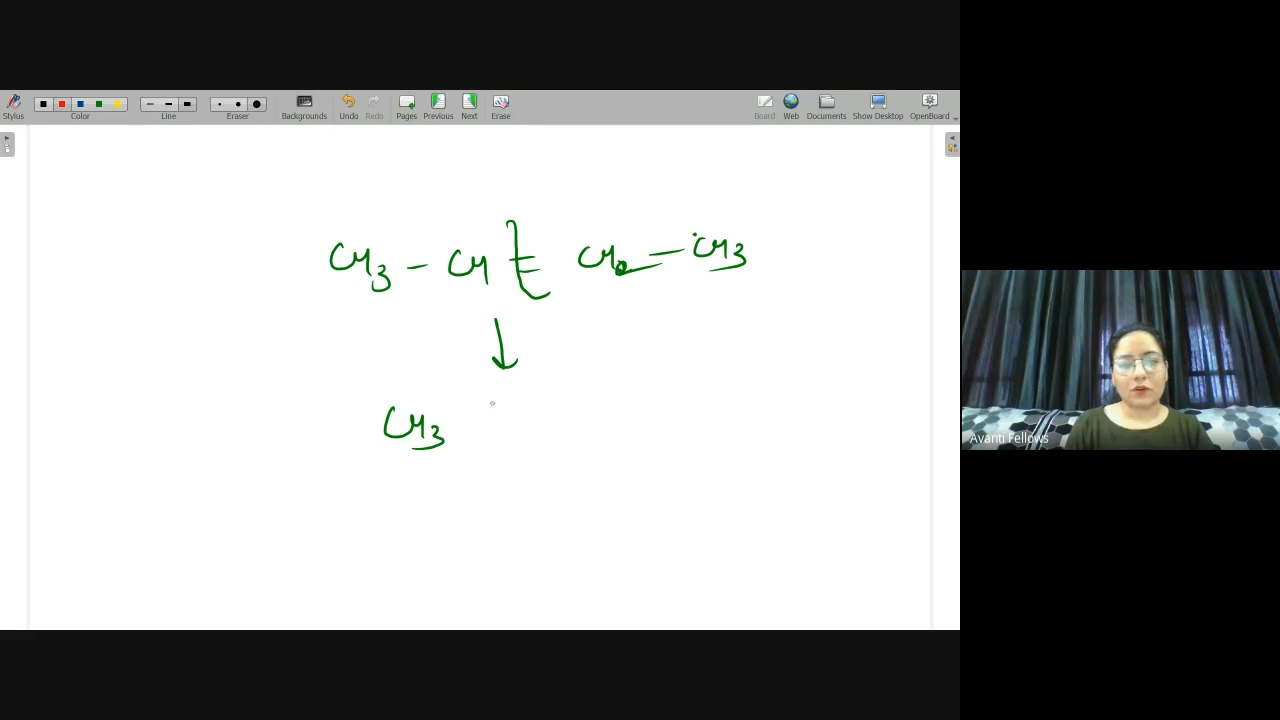 Stylus Color Line Eraser Backgrounds Undo Redo Pages Previous Next Erase Board Web Documents Show Desktop OpenBoard
CH3 - CH = CH - CH3
CH3
Avanti Fellows